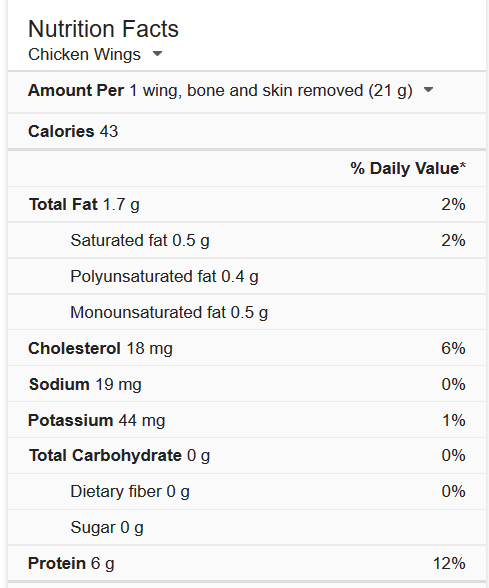 Nutrition Facts
Chicken Wings
Amount Per 1 wing, bone and skin removed (21 g)
Calories 43
% Daily Value*
Total Fat 1.7 g 2%
Saturated fat 0.5 g 2%
Polyunsaturated fat 0.4 g
Monounsaturated fat 0.5 g
Cholesterol 18 mg 6%
Sodium 19 mg 0%
Potassium 44 mg 1%
Total Carbohydrate 0 g 0%
Dietary fiber 0 g 0%
Sugar 0 g
Protein 6 g 12%